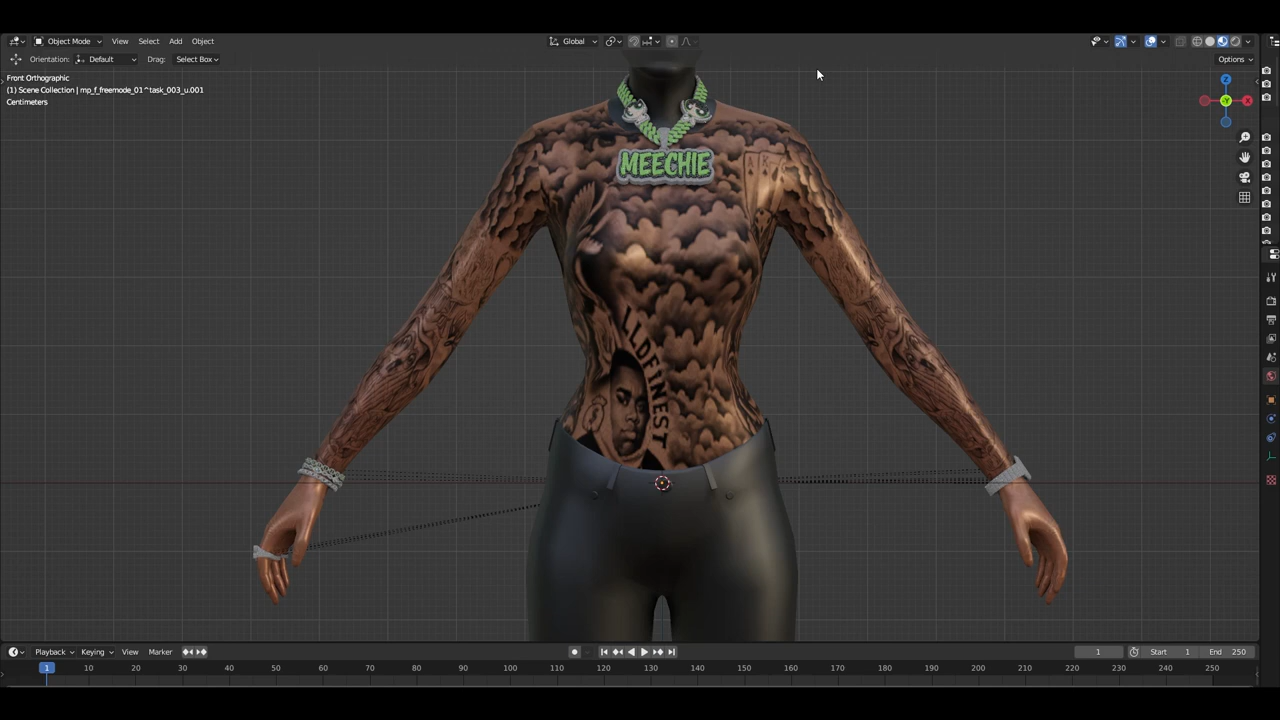 Object Mode View Select Add Object Global
Orientation: Default Drag: Select Box Options
Front Orthographic
(1) Scene Collection | mp_f_freemode_01^task_003_u.001
Centimeters
Z
Y
X
MEECHIE
A K
LLDFINEST
Playback Keying View Marker 1 Start 1 End 250
1 10 20 30 40 50 60 70 80 90 100 110 120 130 140 150 160 170 180 190 200 210 220 230 240 250